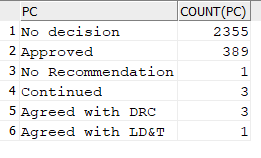 PC COUNT(PC)
1 No decision 2355
2 Approved 389
3 No Recommendation 1
4 Continued 3
5 Agreed with DRC 3
6 Agreed with LD&T 1